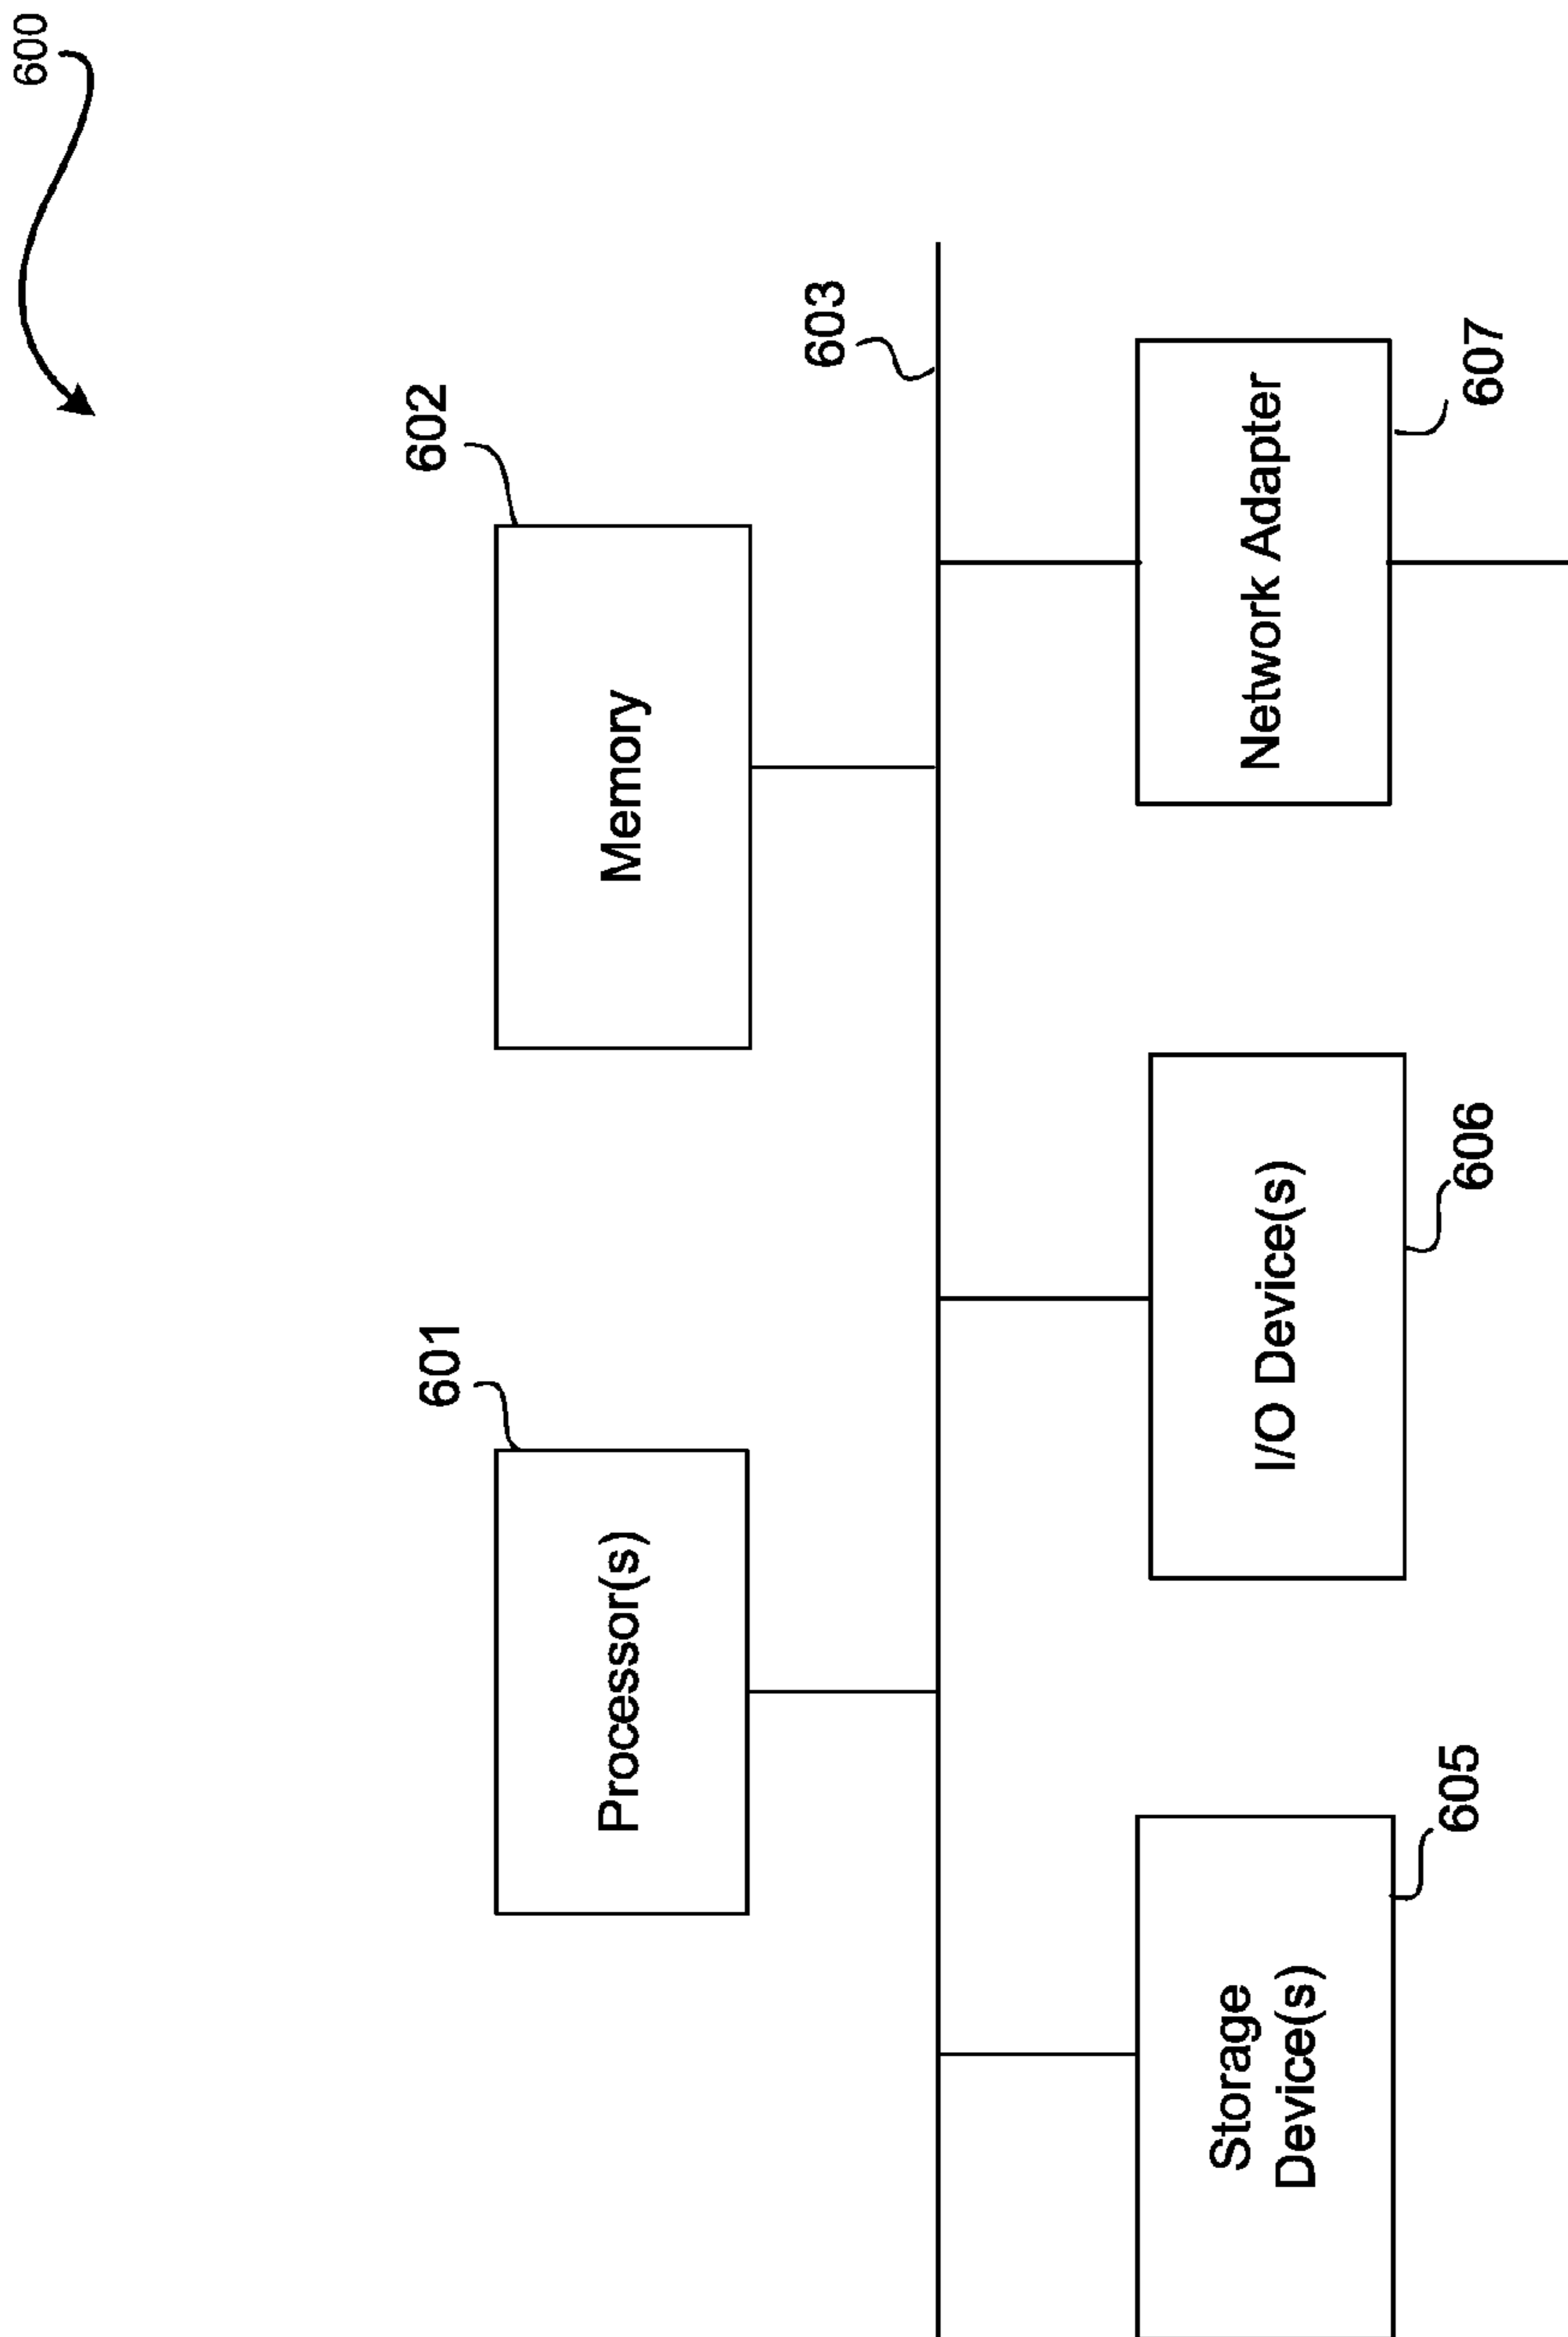 600
602
601
Memory
Processor(s)
603
Storage
Device(s)
I/O Device(s)
Network Adapter
605
606
607